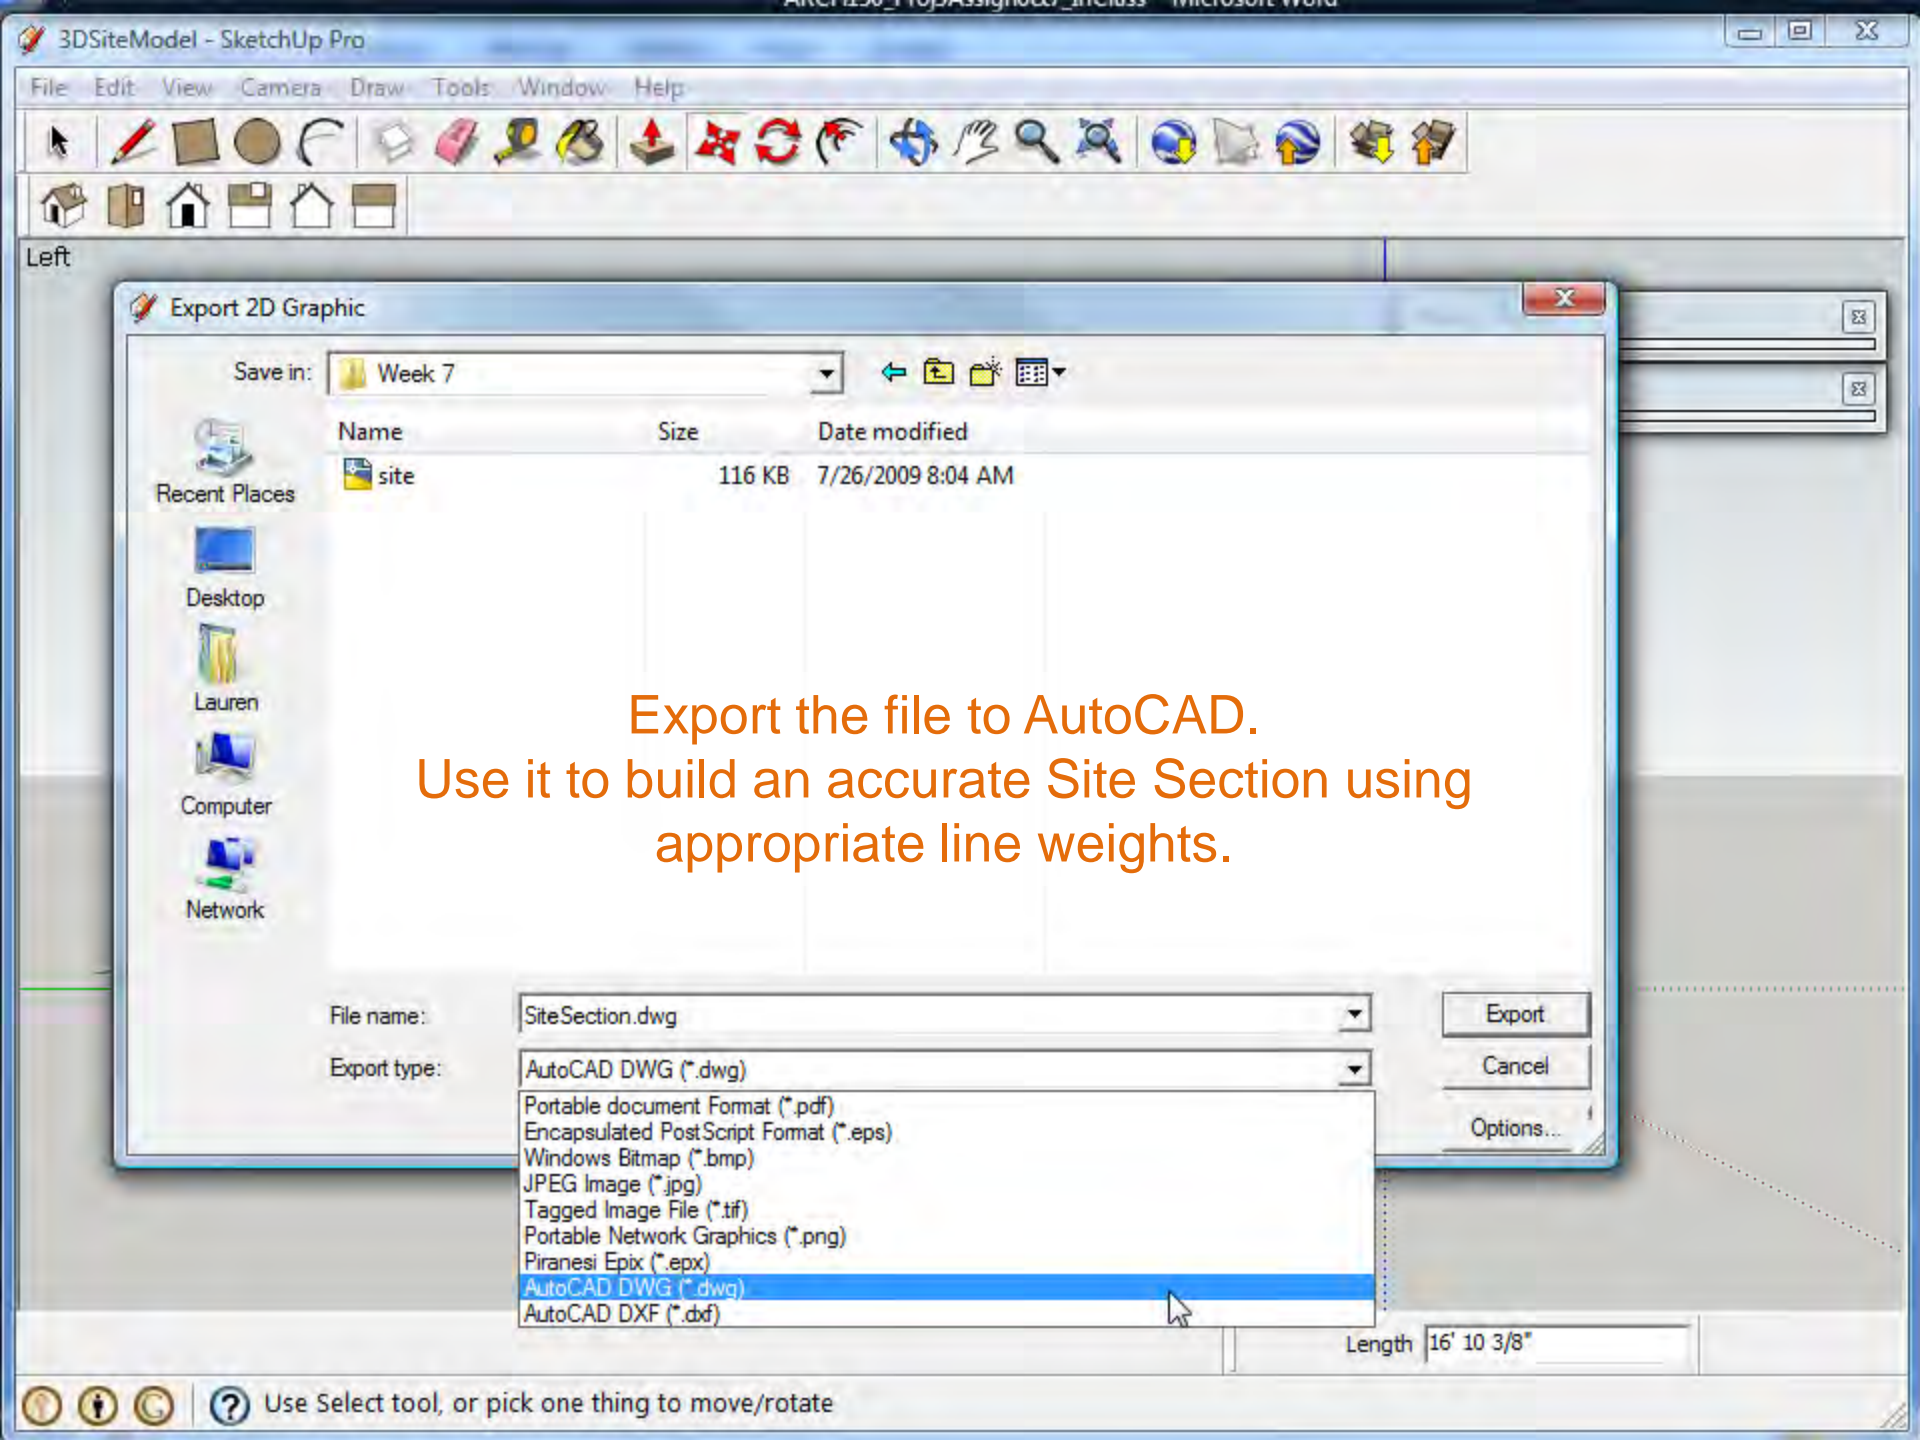 3DSiteModel - SketchUp Pro
File Edit View Camera Draw Tools Window Help
Left
Export 2D Graphic
Save in: Week 7
Name Size Date modified
site 116 KB 7/26/2009 8:04 AM
Recent Places
Desktop
Lauren
Computer
Network
Export the file to AutoCAD.
Use it to build an accurate Site Section using
appropriate line weights.
File name: SiteSection.dwg Export
Export type: AutoCAD DWG (*.dwg) Cancel
Portable document Format (*.pdf)
Encapsulated PostScript Format (*.eps)
Options...
Windows Bitmap (*.bmp)
JPEG Image (*.jpg)
Tagged Image File (*.tif)
Portable Network Graphics (*.png)
Piranesi Epix (*.epx)
AutoCAD DWG (*.dwg)
AutoCAD DXF (*.dxf)
Length 16' 10 3/8"
Use Select tool, or pick one thing to move/rotate